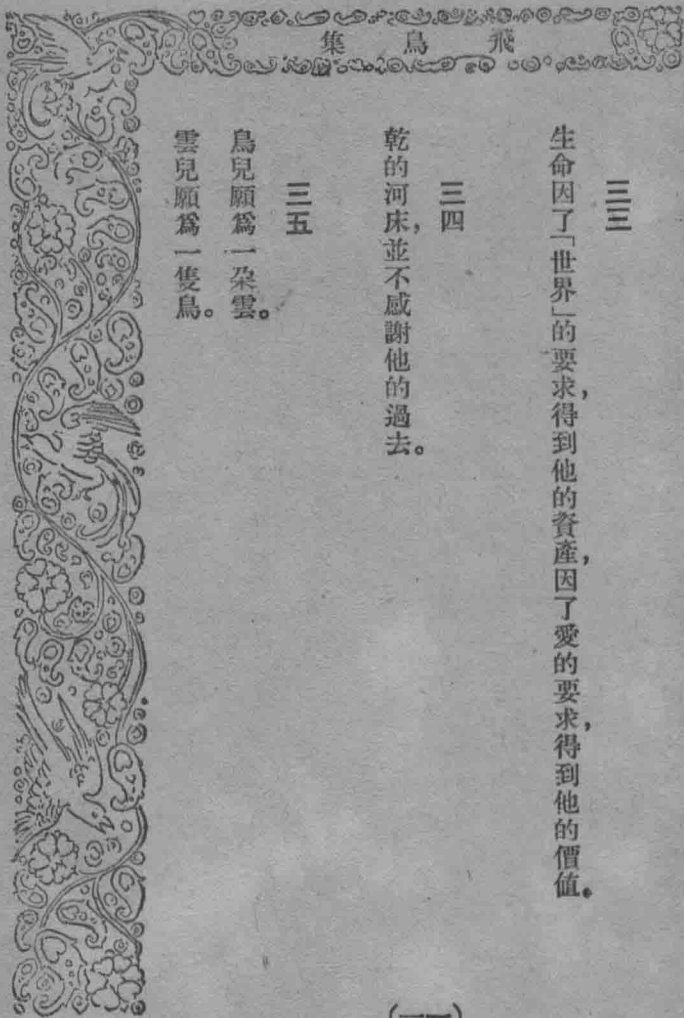 飛鳥集
三三
生命因了「世界」的要求,得到他的資產,因了愛的要求,得到他的價值。
三四
乾的河床,並不感謝他的過去。
三五
鳥兒願爲一朶雲。
雲兒願爲一隻鳥。